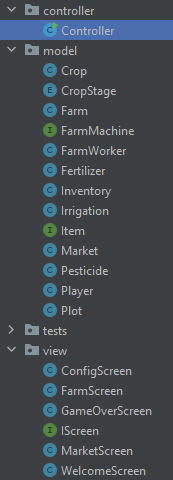 controller
Controller
model
Crop
CropStage
Farm
FarmMachine
FarmWorker
Fertilizer
Inventory
Irrigation
Item
Market
Pesticide
Player
Plot
tests
view
ConfigScreen
FarmScreen
GameOverScreen
IScreen
MarketScreen
WelcomeScreen